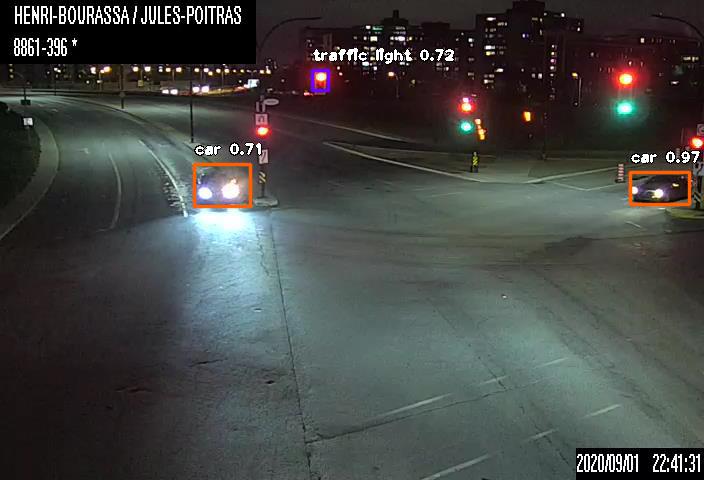 HENRI-BOURASSA / JULES-POITRAS
8861-396 *
traffic light 0.72
car 0.71
car 0.97
2020/09/01 22:41:31